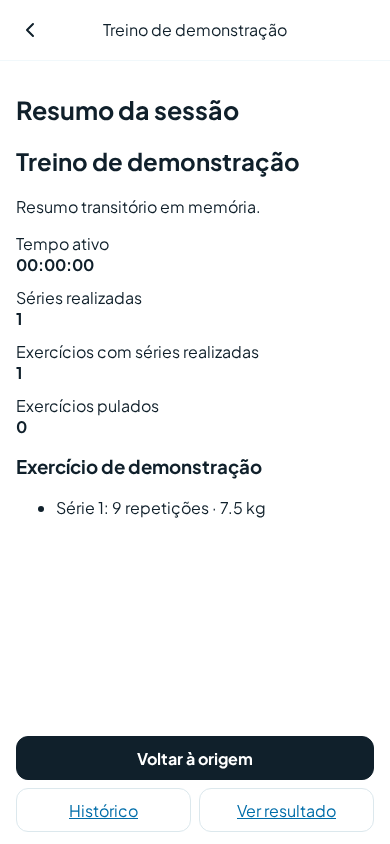 Treino de demonstração
Resumo da sessão
Treino de demonstração
Resumo transitório em memória.
Tempo ativo
00:00:00
Séries realizadas
1
Exercícios com séries realizadas
1
Exercícios pulados
0
Exercício de demonstração
• Série 1: 9 repetições · 7.5 kg
Voltar à origem
Histórico
Ver resultado